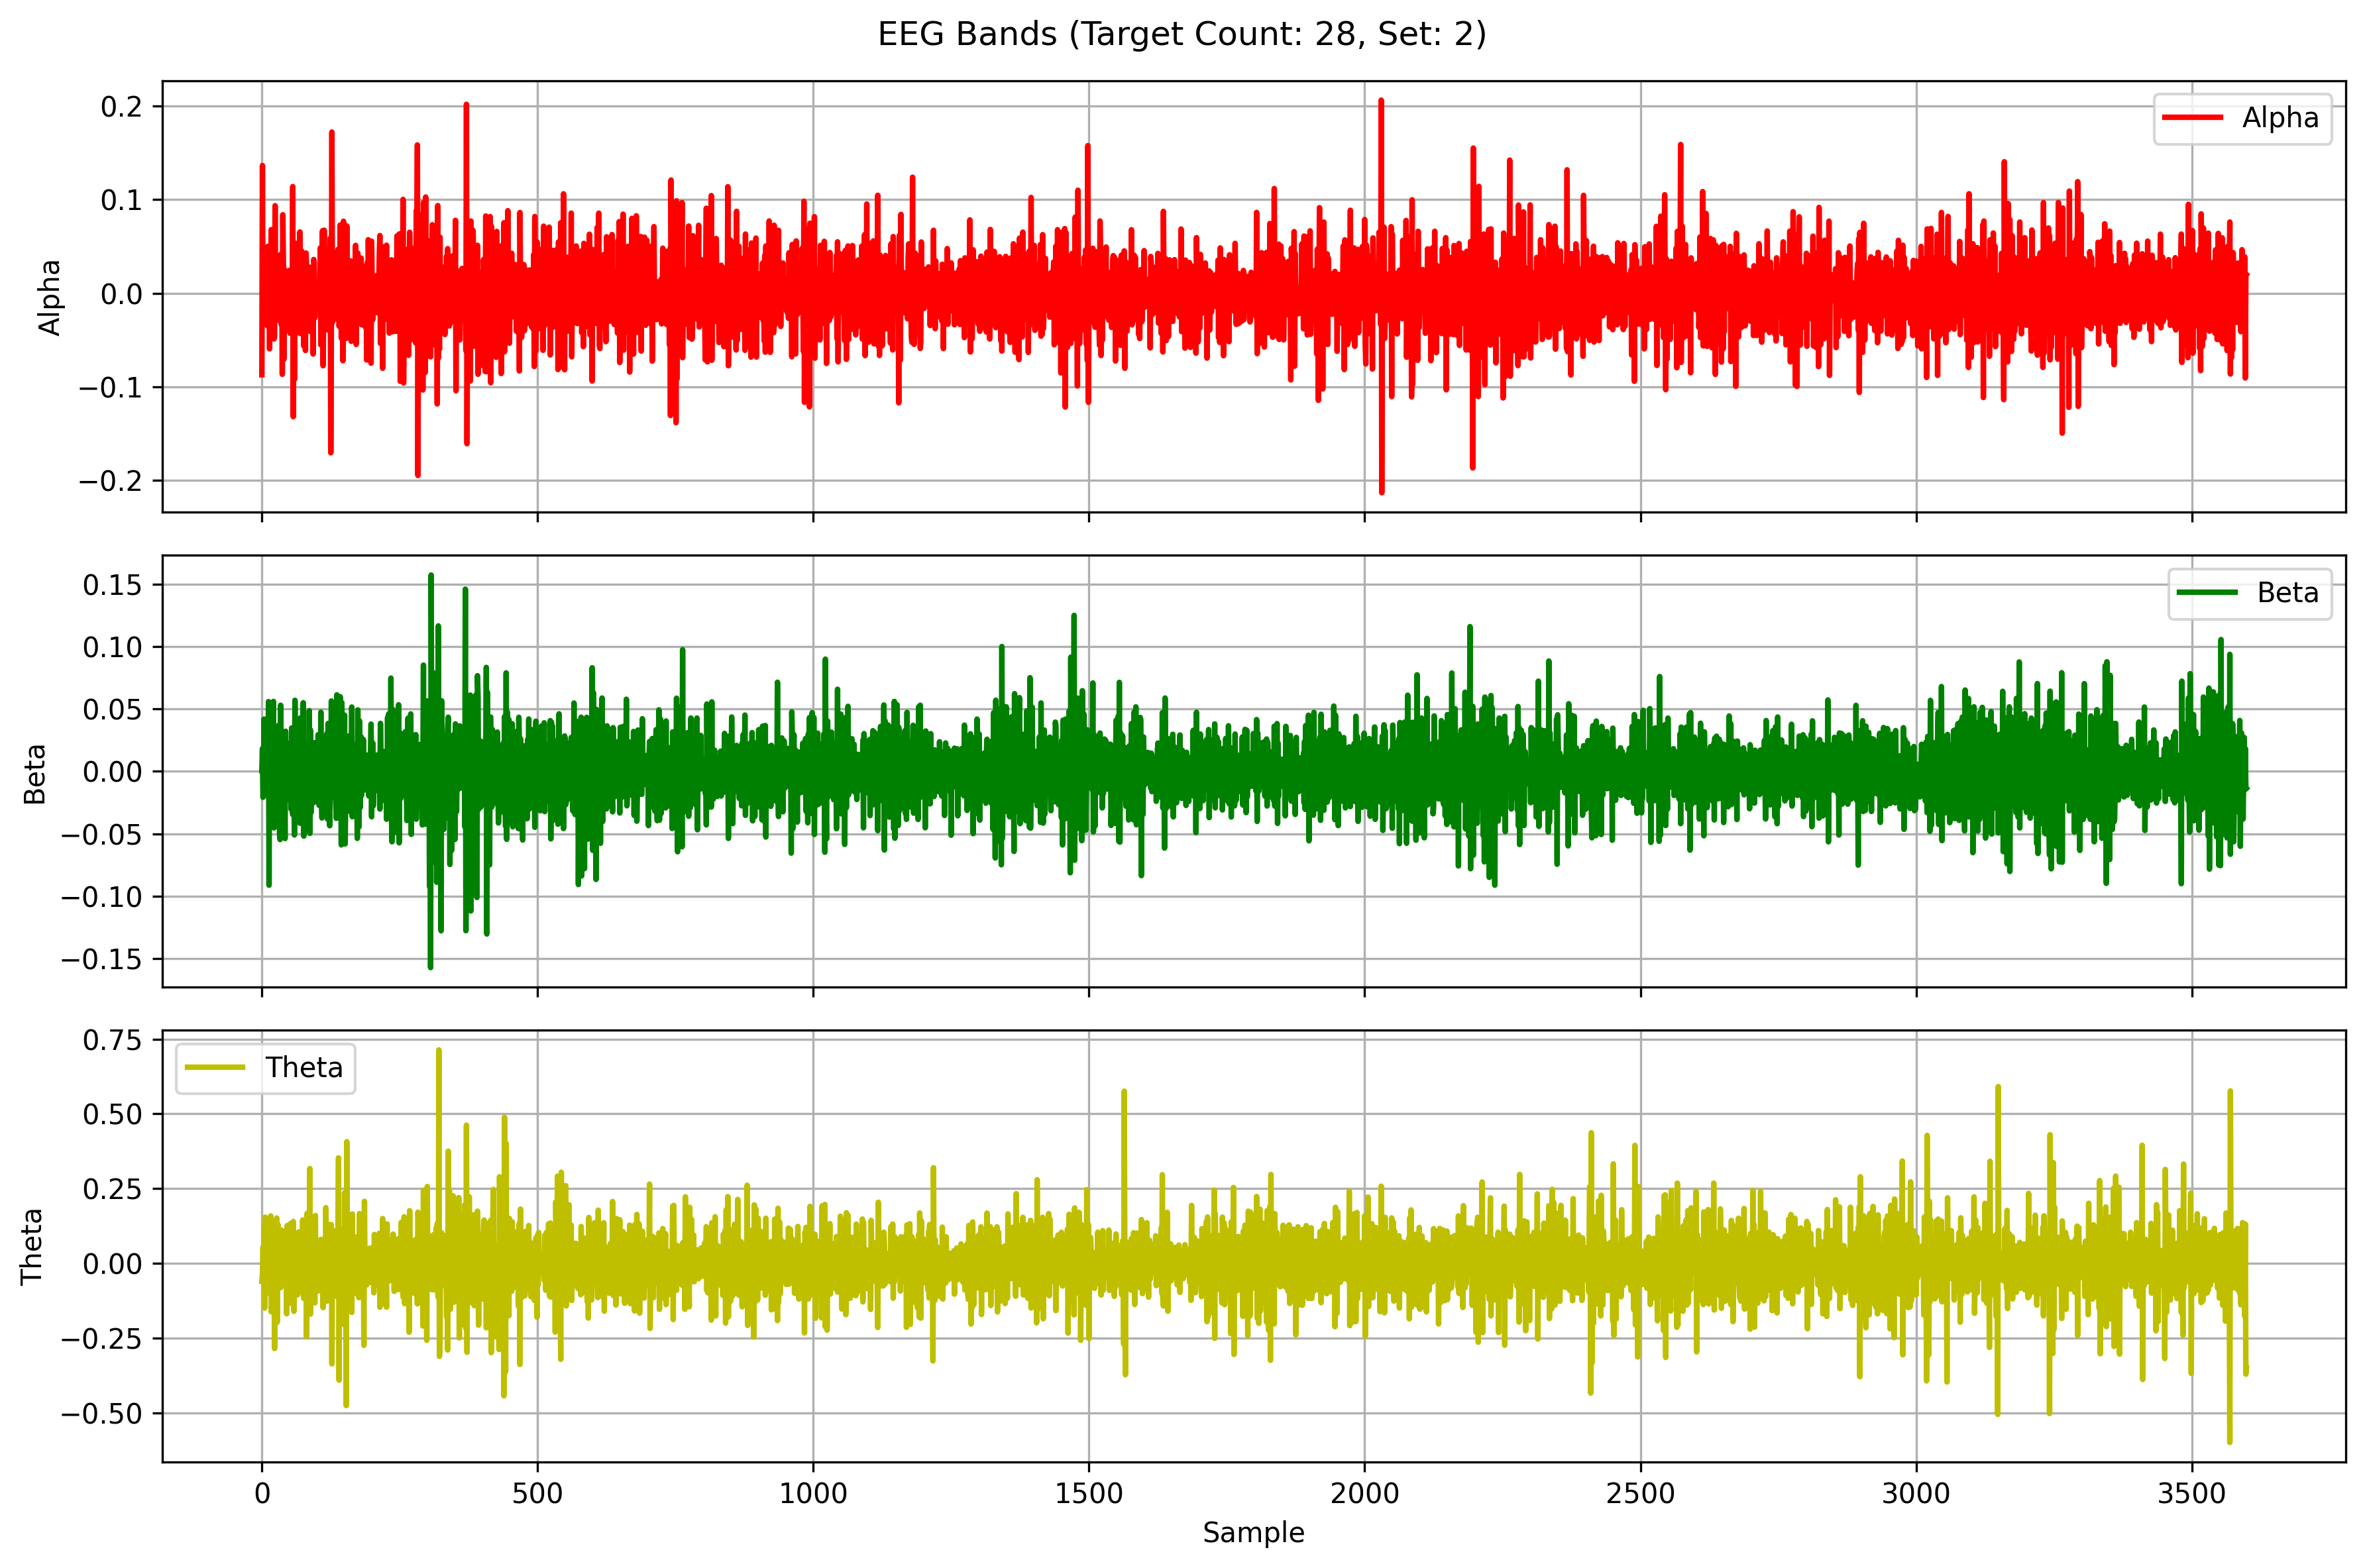 EEG Bands (Target Count: 28, Set: 2)
0.2
0.1
0.0
−0.1
−0.2
Alpha
Alpha
0.15
0.10
0.05
0.00
−0.05
−0.10
−0.15
Beta
Beta
0.75
0.50
0.25
0.00
−0.25
−0.50
Theta
Theta
0 500 1000 1500 2000 2500 3000 3500
Sample